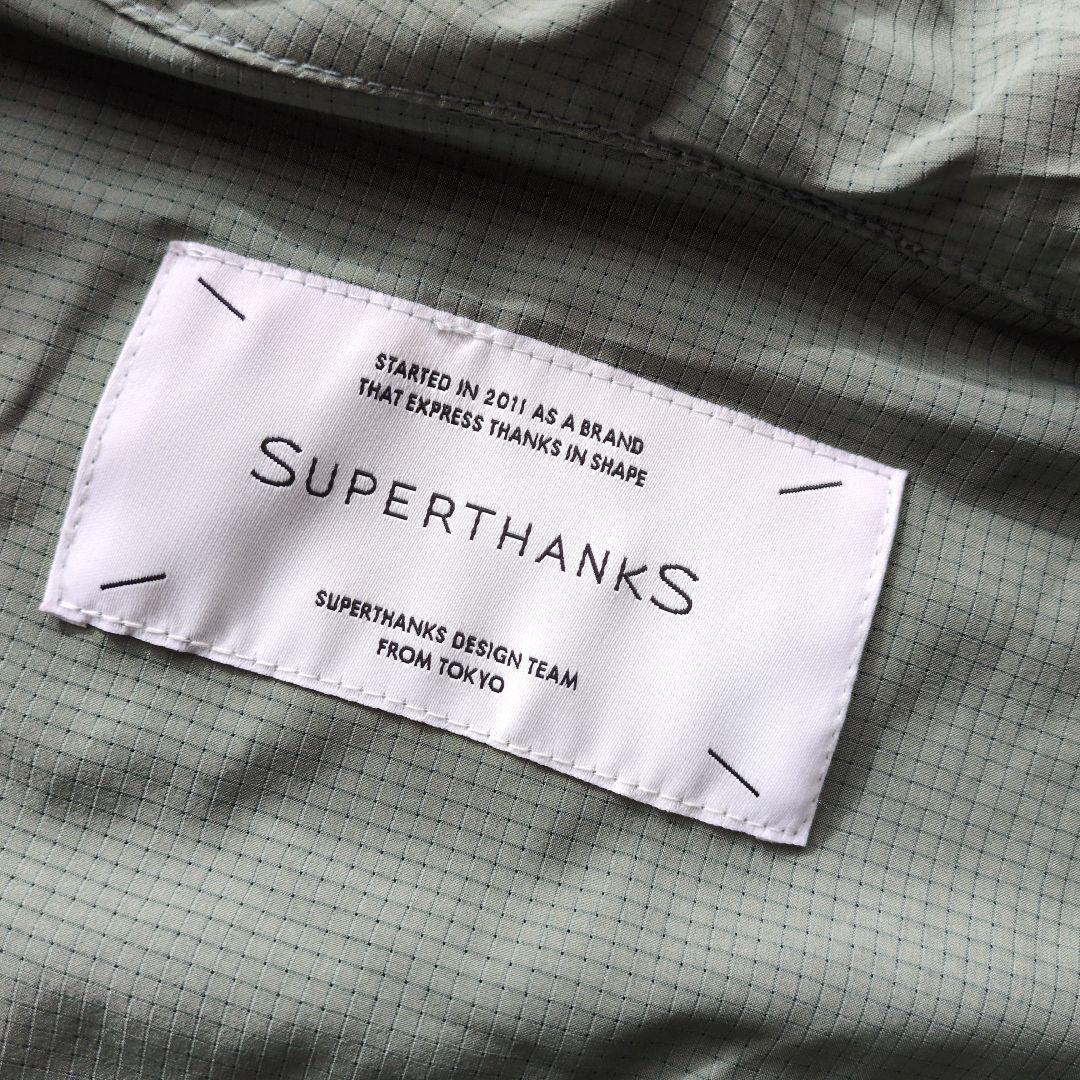 STARTED IN 2011 AS A BRAND
THAT EXPRESS THANKS IN SHAPE
SUPERTHANKS
SUPERTHANKS DESIGN TEAM
FROM TOKYO